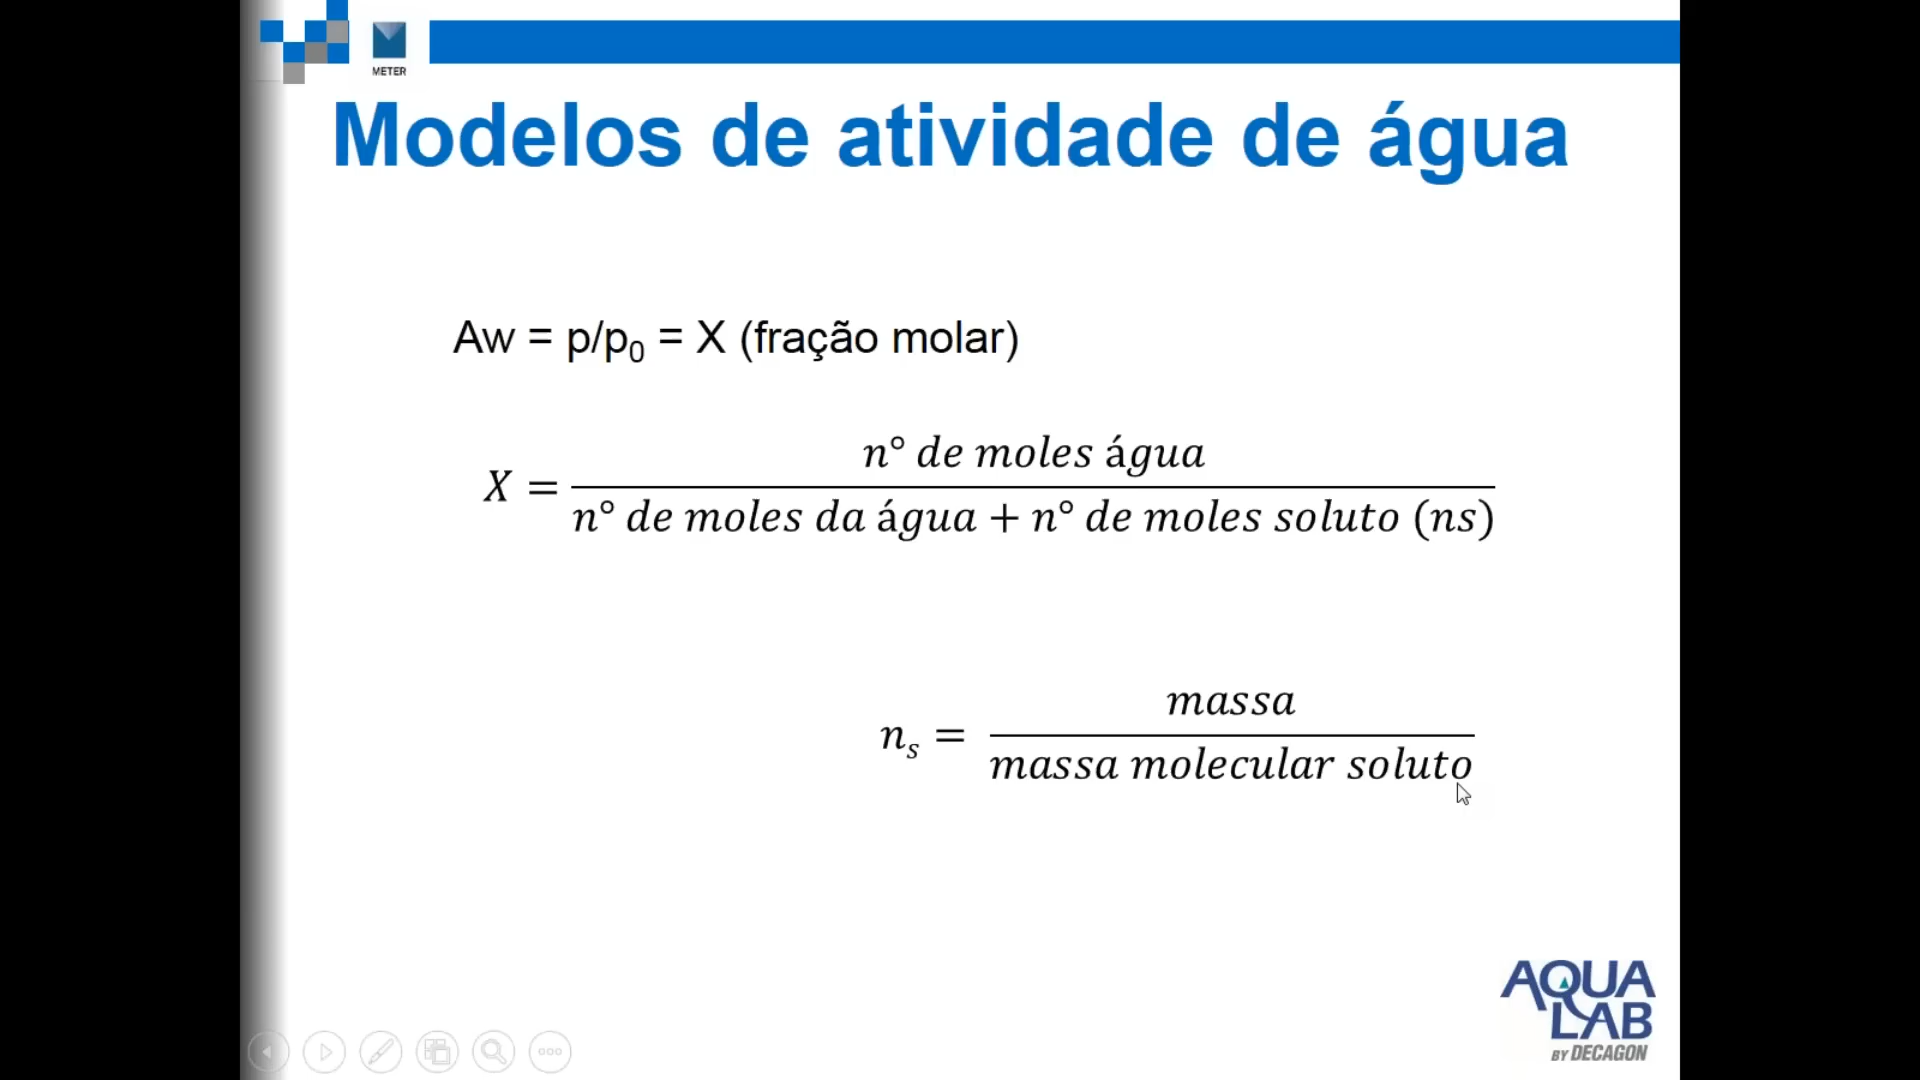 METER
Modelos de atividade de água
Aw = p/p₀ = X (fração molar)
X = n° de moles água / n° de moles da água + n° de moles soluto (ns)
nₛ = massa / massa molecular soluto
AQUA
LAB
BY DECAGON